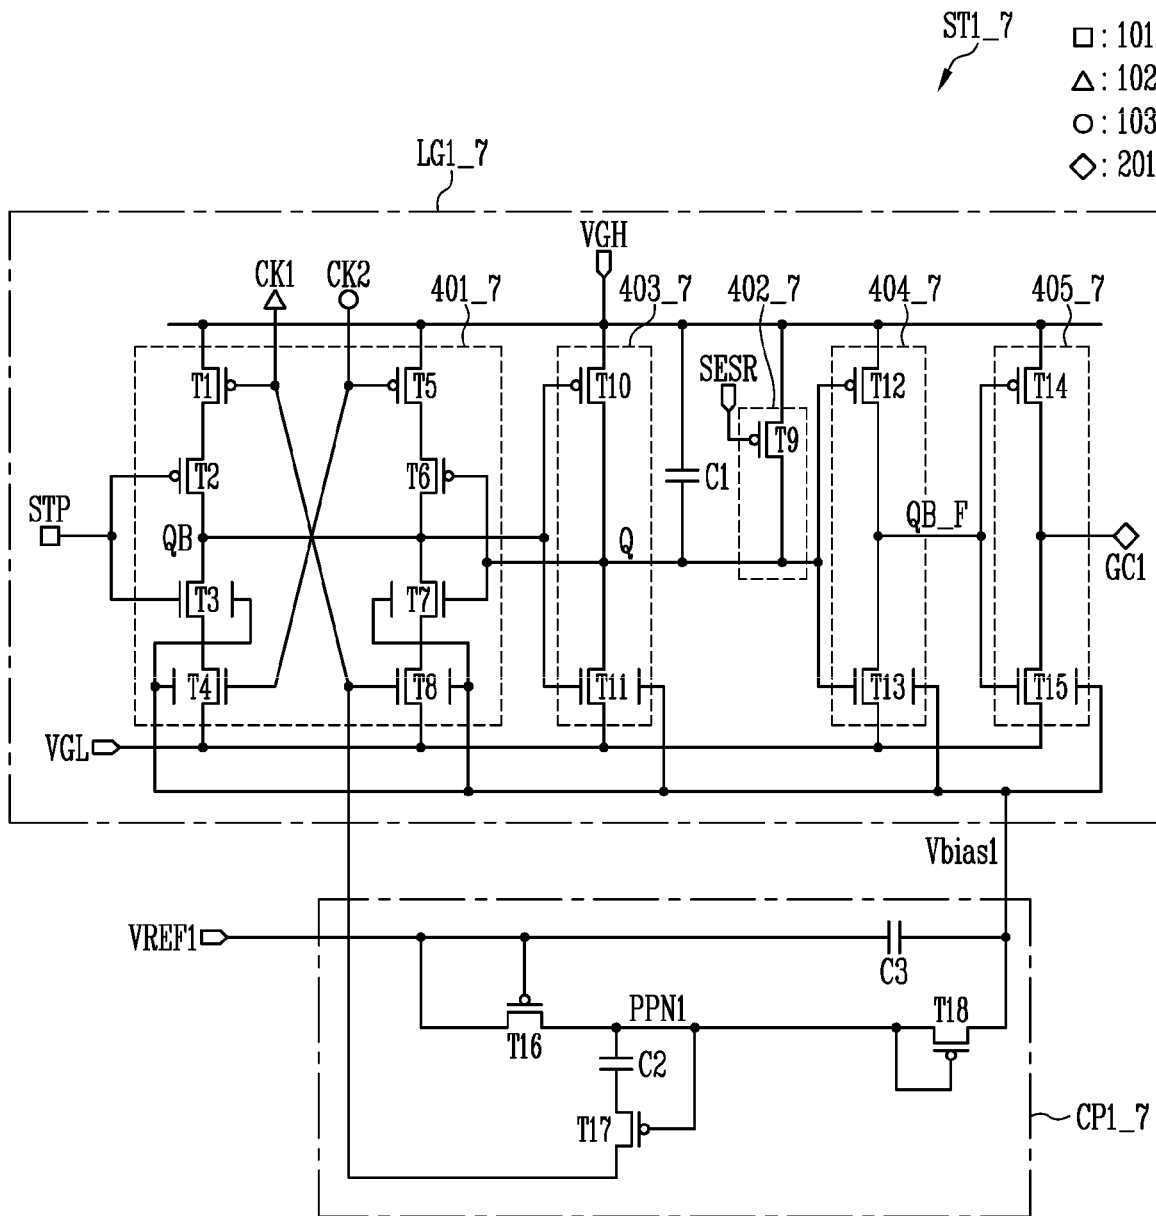 ST1_7
□ : 101
△ : 102
○ : 103
◇ : 201
LG1_7
VGH
CK1
CK2
401_7
403_7
402_7
404_7
405_7
T1
T5
T10
SESR
T12
T14
T9
T2
T6
C1
STP
QB
Q
QB_F
GC1
T3
T7
T4
T8
T11
T13
T15
VGL
Vbias1
VREF1
C3
T16
PPN1
T18
C2
T17
CP1_7